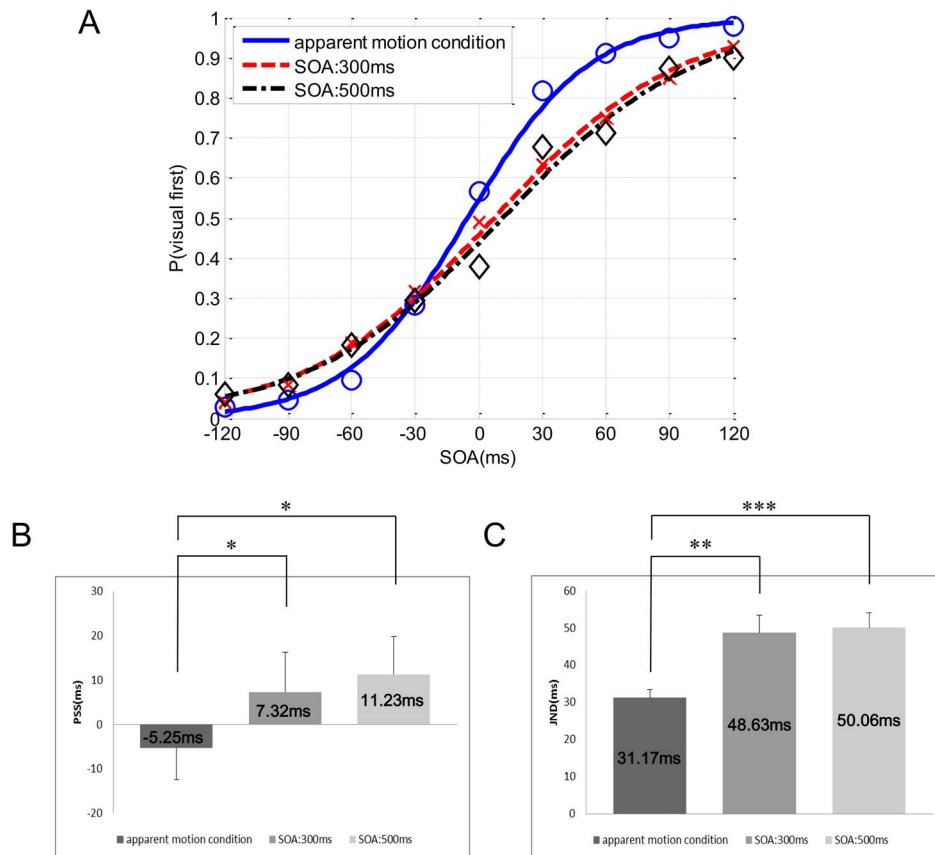 A
apparent motion condition
SOA:300ms
SOA:500ms
1
0.9
0.8
0.7
0.6
0.5
0.4
0.3
0.2
0.1
0
P(visual first)
-120 -90 -60 -30 0 30 60 90 120
SOA(ms)
B
*
*
30
20
10
0
-10
-20
PSS(ms)
-5.25ms
7.32ms
11.23ms
apparent motion condition SOA:300ms SOA:500ms
C
***
**
60
50
40
30
20
10
0
JND(ms)
31.17ms
48.63ms
50.06ms
apparent motion condition SOA:300ms SOA:500ms